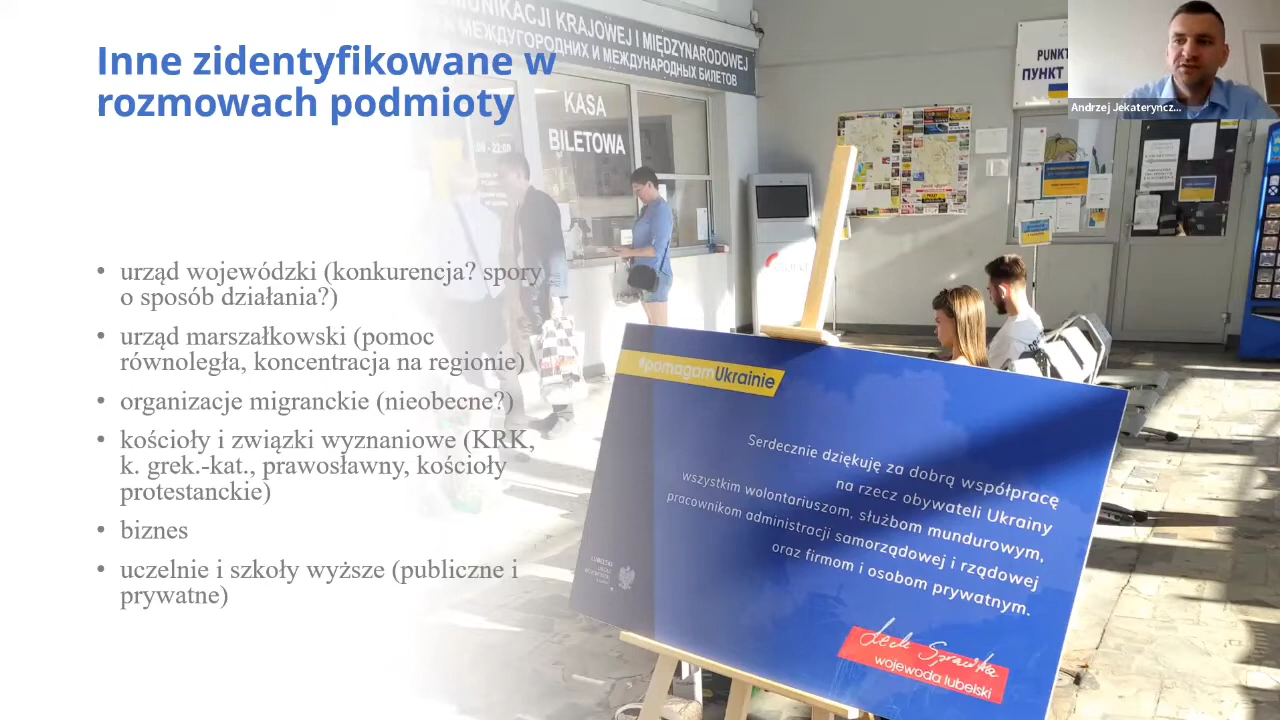 Inne zidentyfikowane w
rozmowach podmioty
• urząd wojewódzki (konkurencja? spory
o sposób działania?)
• urząd marszałkowski (pomoc
równoległa, koncentracja na regionie)
• organizacje migranckie (nieobecne?)
• kościoły i związki wyznaniowe (KRK,
k. grek.-kat., prawosławny, kościoły
protestanckie)
• biznes
• uczelnie i szkoły wyższe (publiczne i
prywatne)
KOMUNIKACJI KRAJOWEJ I MIĘDZYNARODOWEJ
МЕЖДУГОРОДНИХ И МЕЖДУНАРОДНЫХ БИЛЕТОВ
KASA
BILETOWA
PUNKT
ПУНКТ
Andrzej Jekateryncz...
#pomagamUkrainie
Serdecznie dziękuję za dobrą współpracę
na rzecz obywateli Ukrainy
wszystkim wolontariuszom, służbom mundurowym,
pracownikom administracji samorządowej i rządowej
oraz firmom i osobom prywatnym.
Lech Sprawka
wojewoda lubelski